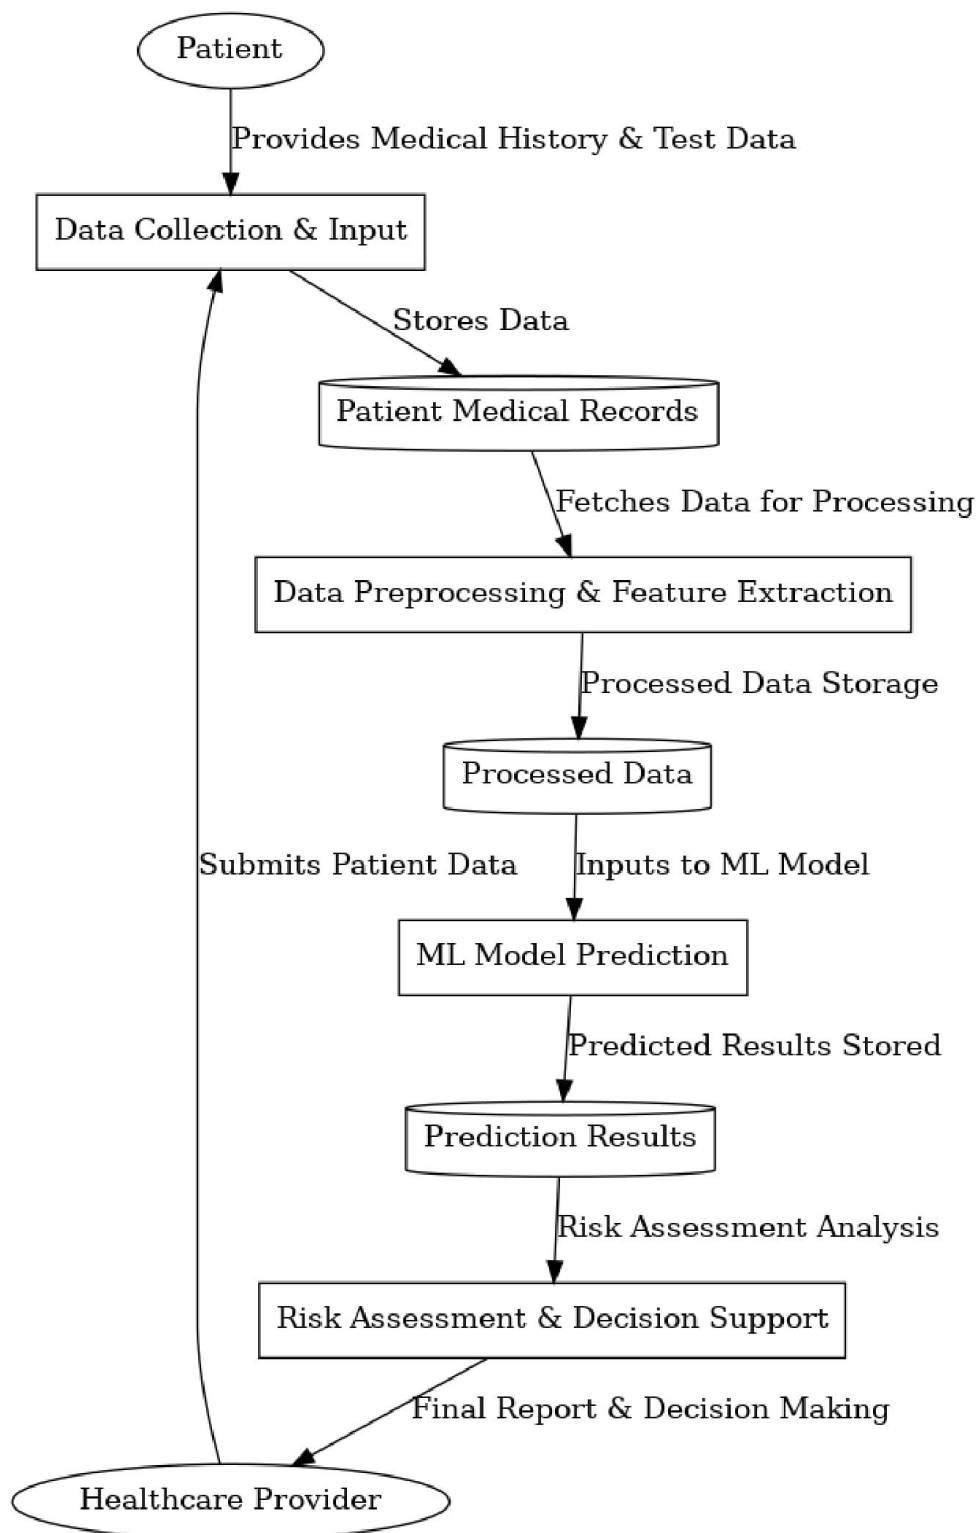 Patient
Provides Medical History & Test Data
Data Collection & Input
Stores Data
Patient Medical Records
Fetches Data for Processing
Data Preprocessing & Feature Extraction
Processed Data Storage
Processed Data
Submits Patient Data
Inputs to ML Model
ML Model Prediction
Predicted Results Stored
Prediction Results
Risk Assessment Analysis
Risk Assessment & Decision Support
Final Report & Decision Making
Healthcare Provider